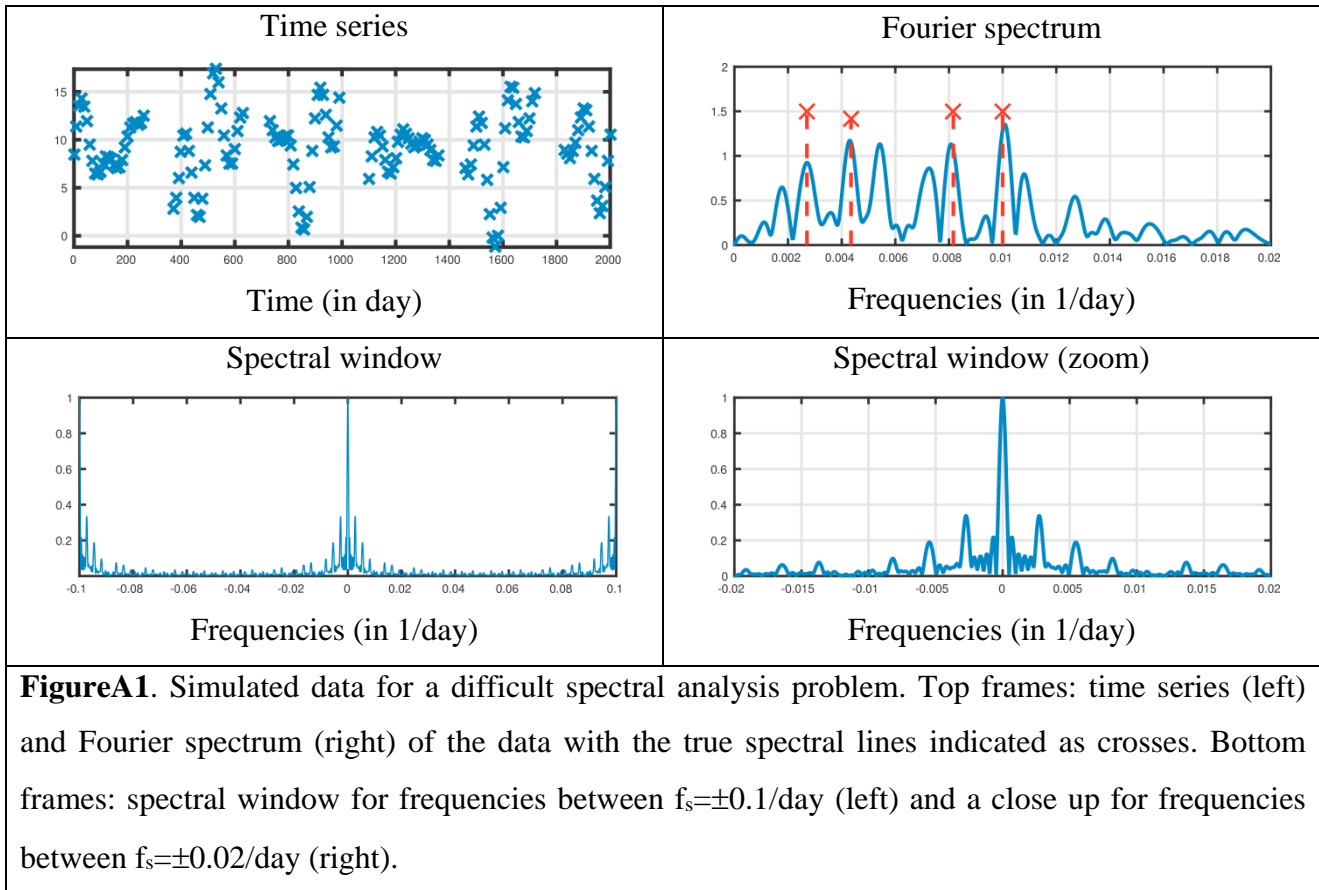 Time series
15
10
5
0
0 200 400 600 800 1000 1200 1400 1600 1800 2000
Time (in day)
Fourier spectrum
2
1.5
1
0.5
0
0 0.002 0.004 0.006 0.008 0.01 0.012 0.014 0.016 0.018 0.02
Frequencies (in 1/day)
Spectral window
1
0.8
0.6
0.4
0.2
-0.1 -0.08 -0.06 -0.04 -0.02 0 0.02 0.04 0.06 0.08 0.1
Frequencies (in 1/day)
Spectral window (zoom)
1
0.8
0.6
0.4
0.2
0
-0.02 -0.015 -0.01 -0.005 0 0.005 0.01 0.015 0.02
Frequencies (in 1/day)
FigureA1. Simulated data for a difficult spectral analysis problem. Top frames: time series (left)
and Fourier spectrum (right) of the data with the true spectral lines indicated as crosses. Bottom
frames: spectral window for frequencies between fs=±0.1/day (left) and a close up for frequencies
between fs=±0.02/day (right).